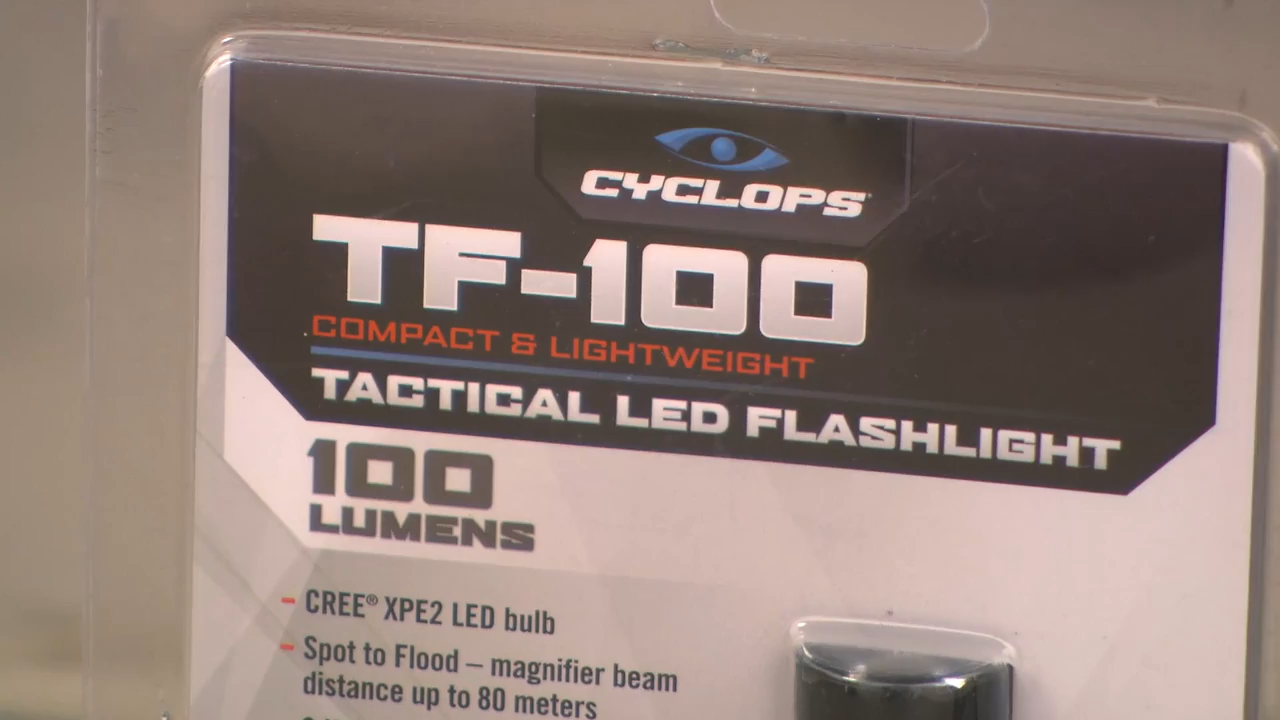 CYCLOPS
TF-100
COMPACT & LIGHTWEIGHT
TACTICAL LED FLASHLIGHT
100
LUMENS
- CREE® XPE2 LED bulb
- Spot to Flood – magnifier beam
distance up to 80 meters